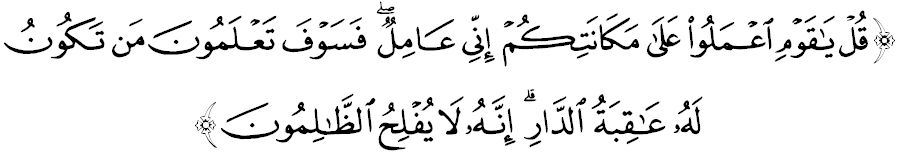 ﴿ قُلۡ يَٰقَوۡمِ ٱعۡمَلُواْ عَلَىٰ مَكَانَتِكُمۡ إِنِّي عَامِلٞۖ فَسَوۡفَ تَعۡلَمُونَ مَن تَكُونُ
لَهُۥ عَٰقِبَةُ ٱلدَّارِۚ إِنَّهُۥ لَا يُفۡلِحُ ٱلظَّٰلِمُونَ ﴾